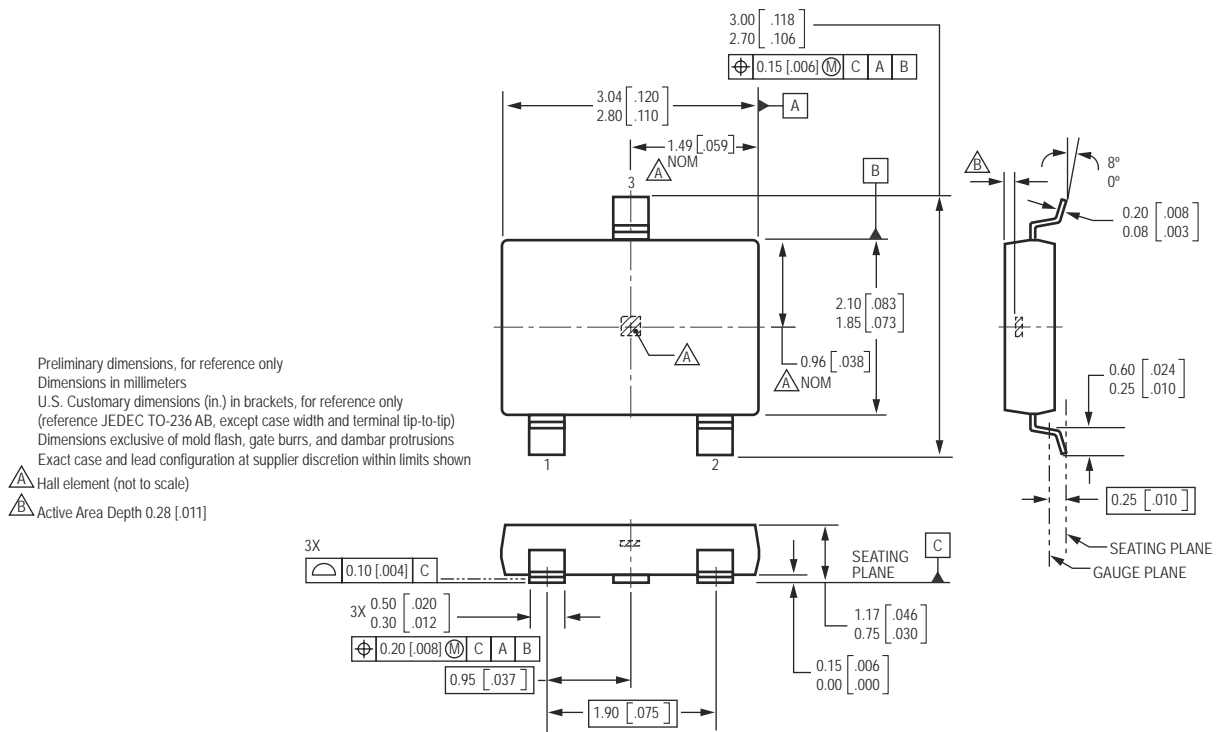 3.00 [ .118 ]
2.70 [ .106 ]
⌖ 0.15 [.006] Ⓜ C A B
3.04 [ .120 ]
2.80 [ .110 ]
A
1.49 [.059]
NOM
A
3
B
B
8º
0º
0.20 [ .008 ]
0.08 [ .003 ]
2.10 [ .083 ]
1.85 [ .073 ]
A
0.96 [.038]
A NOM
0.60 [ .024 ]
0.25 [ .010 ]
1
2
0.25 [.010]
SEATING PLANE
GAUGE PLANE
Preliminary dimensions, for reference only
Dimensions in millimeters
U.S. Customary dimensions (in.) in brackets, for reference only
(reference JEDEC TO-236 AB, except case width and terminal tip-to-tip)
Dimensions exclusive of mold flash, gate burrs, and dambar protrusions
Exact case and lead configuration at supplier discretion within limits shown
A Hall element (not to scale)
B Active Area Depth 0.28 [.011]
3X
⌓ 0.10 [.004] C
SEATING
PLANE
C
3X 0.50 [ .020 ]
0.30 [ .012 ]
⌖ 0.20 [.008] Ⓜ C A B
1.17 [ .046 ]
0.75 [ .030 ]
0.15 [ .006 ]
0.00 [ .000 ]
0.95 [.037]
1.90 [.075]